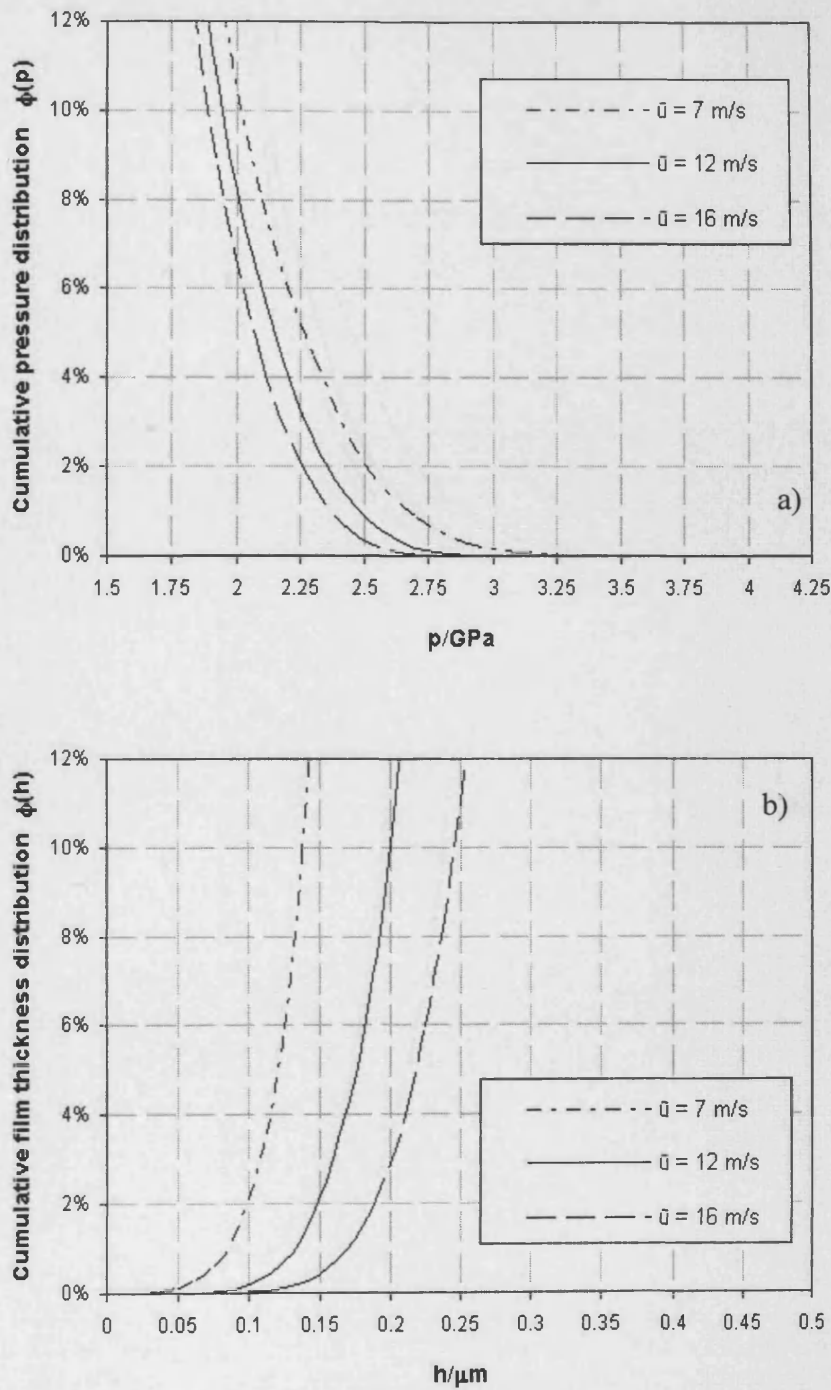 12%
10%
8%
6%
4%
2%
0%
Cumulative pressure distribution ϕ(p)
ū = 7 m/s
ū = 12 m/s
ū = 16 m/s
a)
1.5 1.75 2 2.25 2.5 2.75 3 3.25 3.5 3.75 4 4.25
p/GPa
12%
10%
8%
6%
4%
2%
0%
Cumulative film thickness distribution ϕ(h)
b)
ū = 7 m/s
ū = 12 m/s
ū = 16 m/s
0 0.05 0.1 0.15 0.2 0.25 0.3 0.35 0.4 0.45 0.5
h/μm